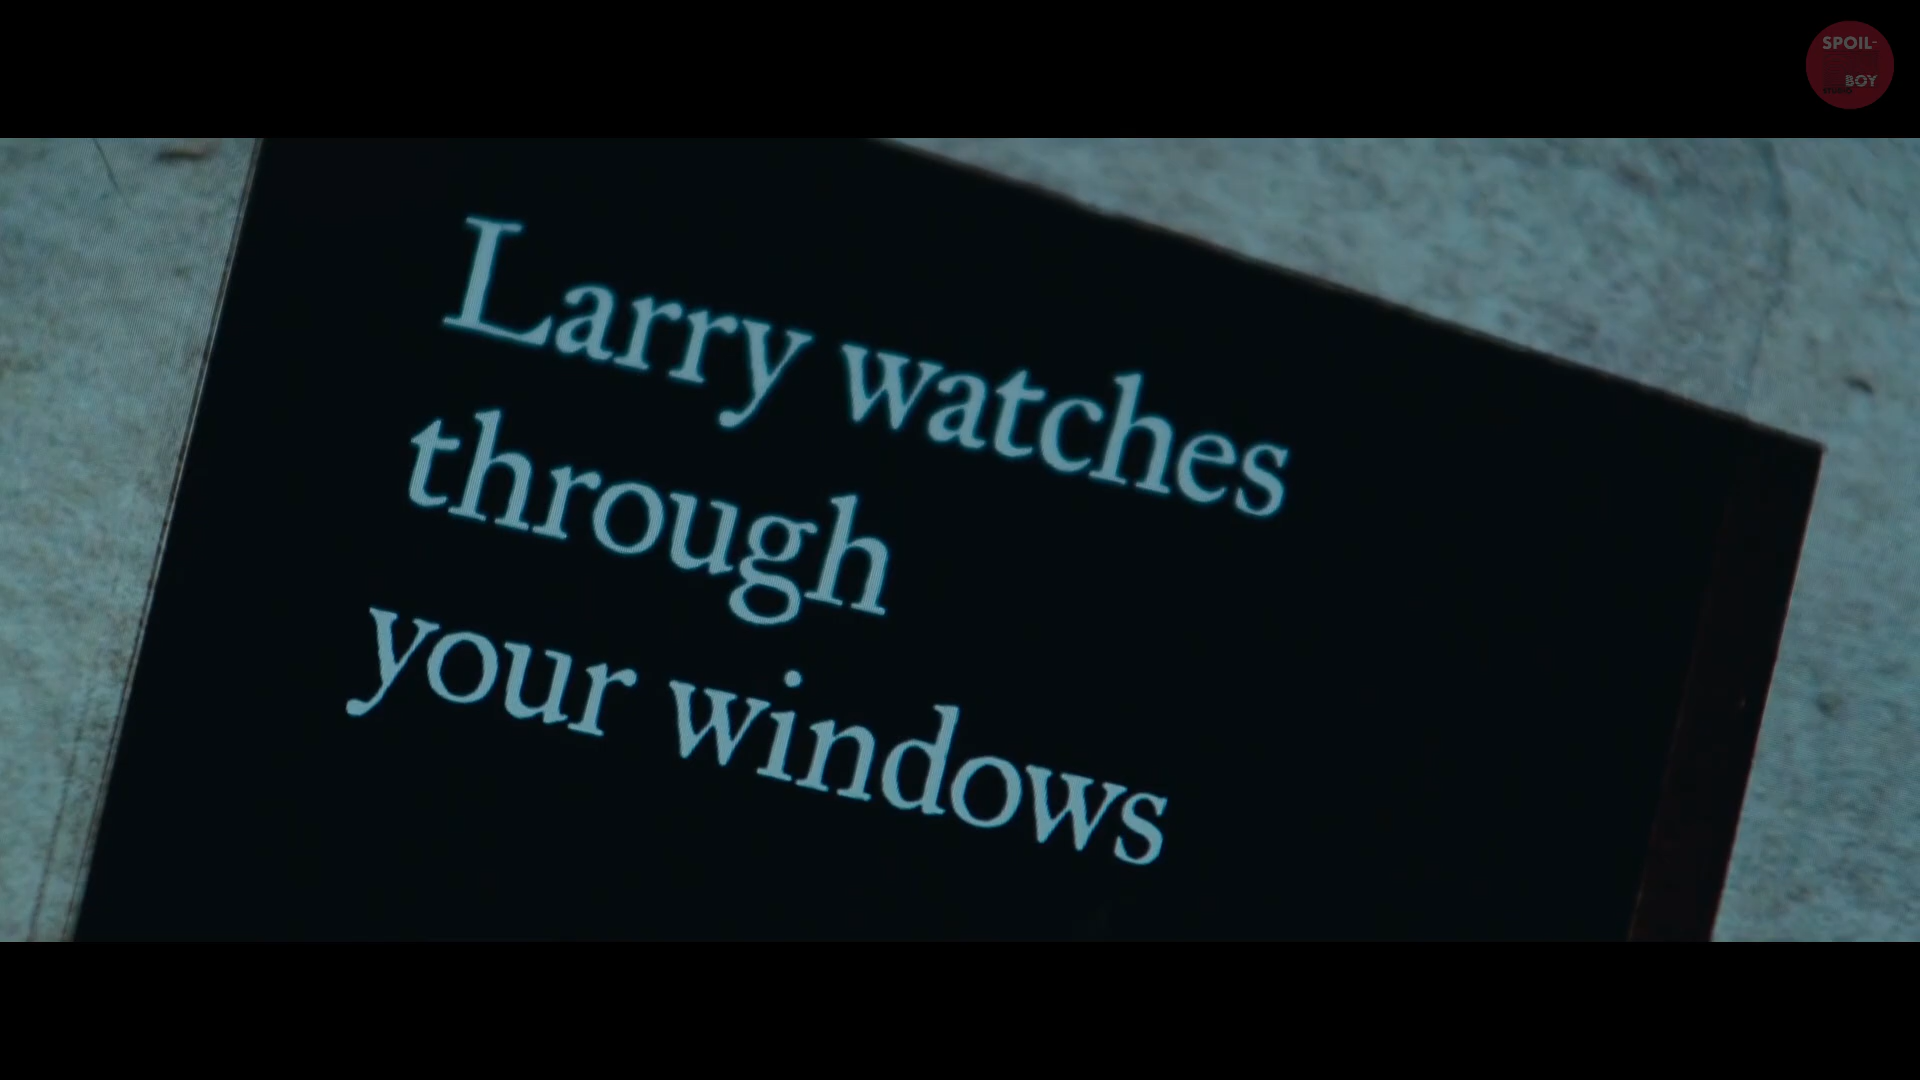 SPOIL-
BOY
Larry watches
through
your windows